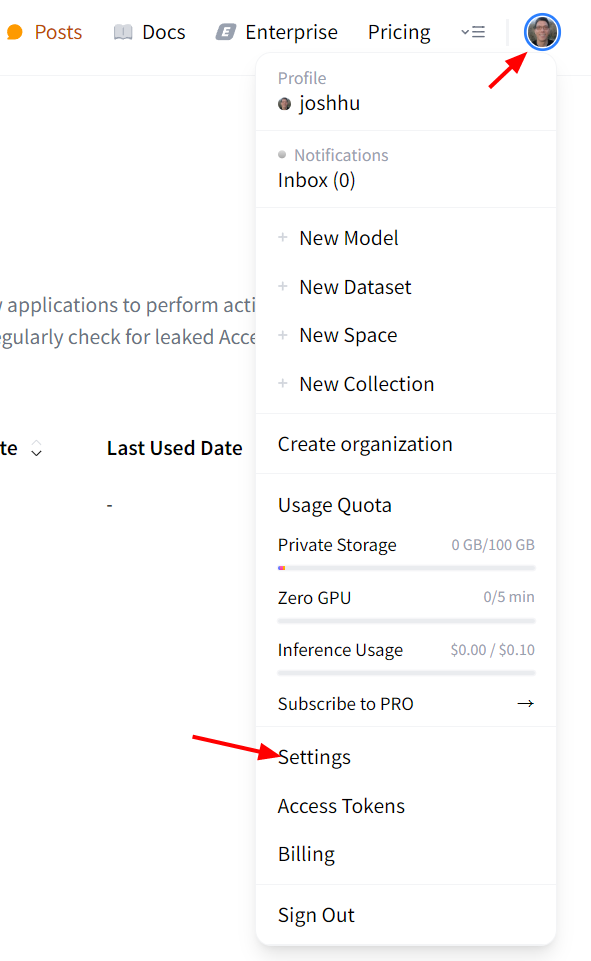 Posts Docs E Enterprise Pricing
Profile
joshhu
Notifications
Inbox (0)
+ New Model
applications to perform acti
+ New Dataset
egularly check for leaked Acce
+ New Space
+ New Collection
te Last Used Date
Create organization
-
Usage Quota
Private Storage 0 GB/100 GB
Zero GPU 0/5 min
Inference Usage $0.00 / $0.10
Subscribe to PRO →
Settings
Access Tokens
Billing
Sign Out